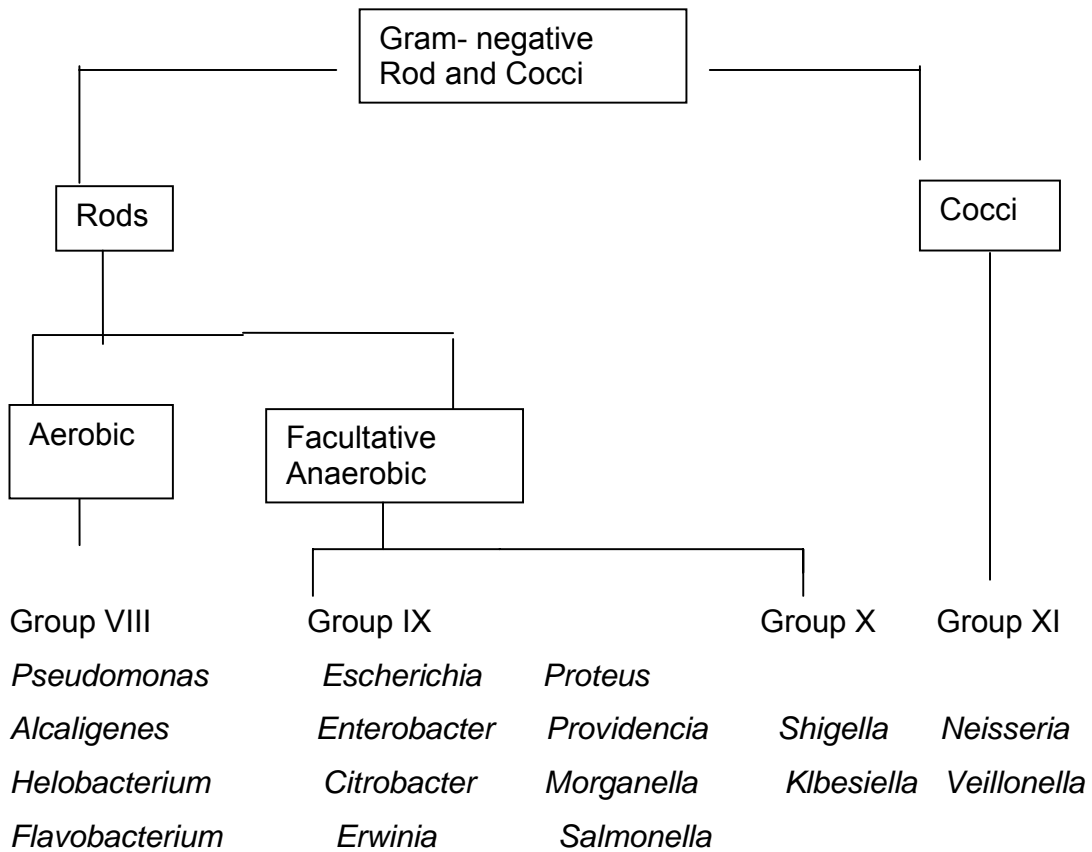 Gram- negative
Rod and Cocci
Rods
Cocci
Aerobic
Facultative
Anaerobic
Group VIII Group IX Group X Group XI
Pseudomonas Escherichia Proteus
Alcaligenes Enterobacter Providencia Shigella Neisseria
Helobacterium Citrobacter Morganella Klbesiella Veillonella
Flavobacterium Erwinia Salmonella